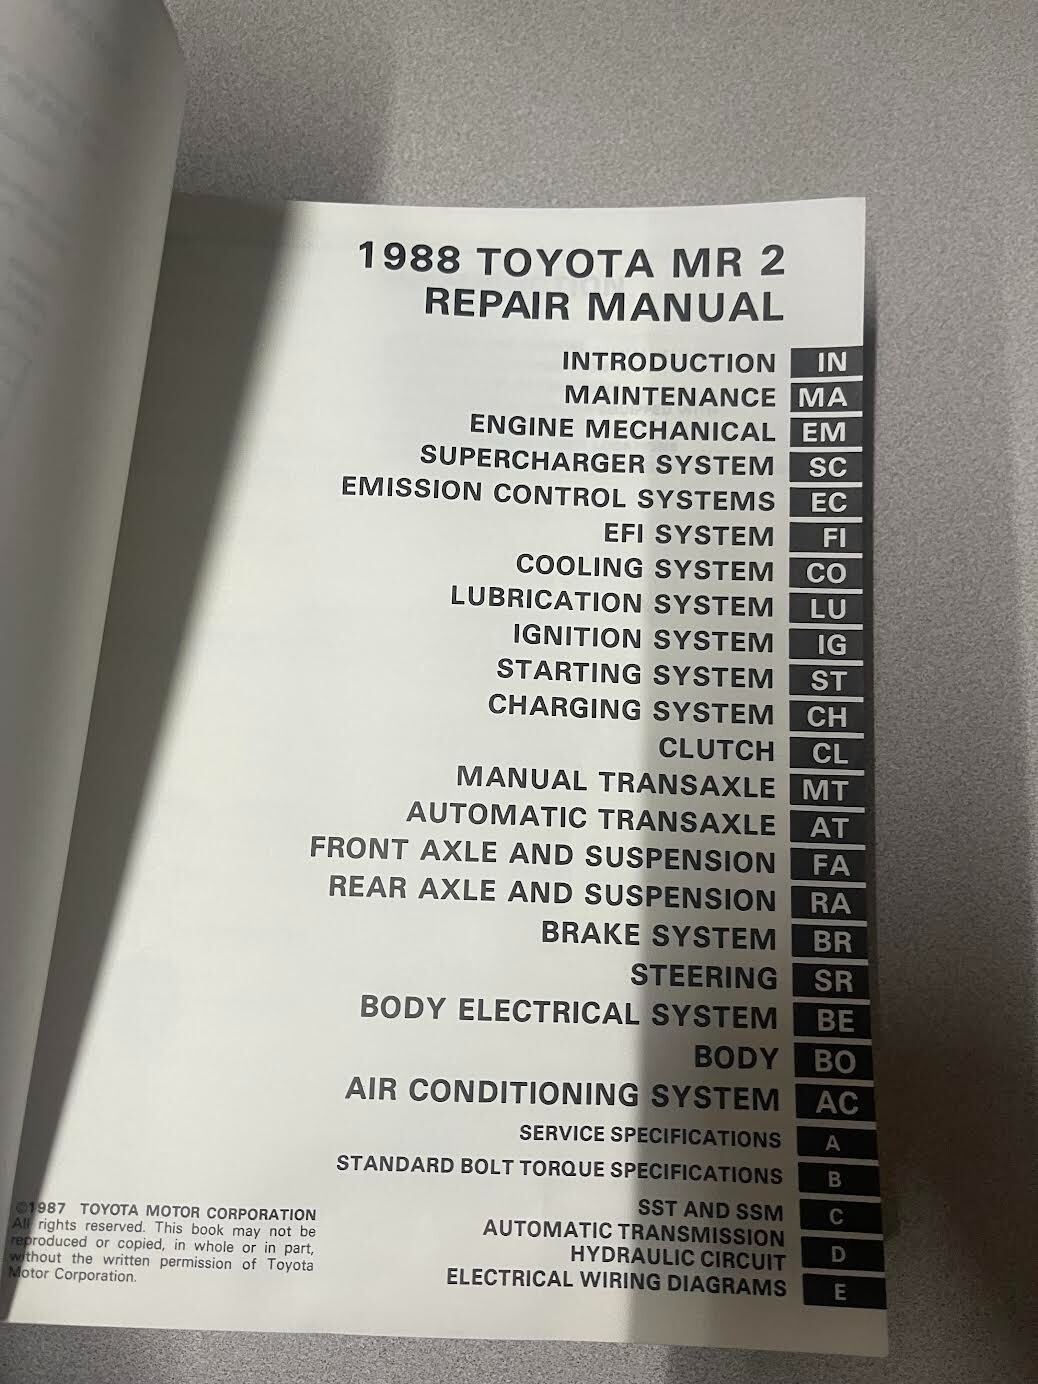 1988 TOYOTA MR 2
REPAIR MANUAL
INTRODUCTION IN
MAINTENANCE MA
ENGINE MECHANICAL EM
SUPERCHARGER SYSTEM SC
EMISSION CONTROL SYSTEMS EC
EFI SYSTEM FI
COOLING SYSTEM CO
LUBRICATION SYSTEM LU
IGNITION SYSTEM IG
STARTING SYSTEM ST
CHARGING SYSTEM CH
CLUTCH CL
MANUAL TRANSAXLE MT
AUTOMATIC TRANSAXLE AT
FRONT AXLE AND SUSPENSION FA
REAR AXLE AND SUSPENSION RA
BRAKE SYSTEM BR
STEERING SR
BODY ELECTRICAL SYSTEM BE
BODY BO
AIR CONDITIONING SYSTEM AC
SERVICE SPECIFICATIONS A
STANDARD BOLT TORQUE SPECIFICATIONS B
SST AND SSM C
AUTOMATIC TRANSMISSION
HYDRAULIC CIRCUIT D
ELECTRICAL WIRING DIAGRAMS E
©1987 TOYOTA MOTOR CORPORATION
All rights reserved. This book may not be
reproduced or copied, in whole or in part,
without the written permission of Toyota
Motor Corporation.